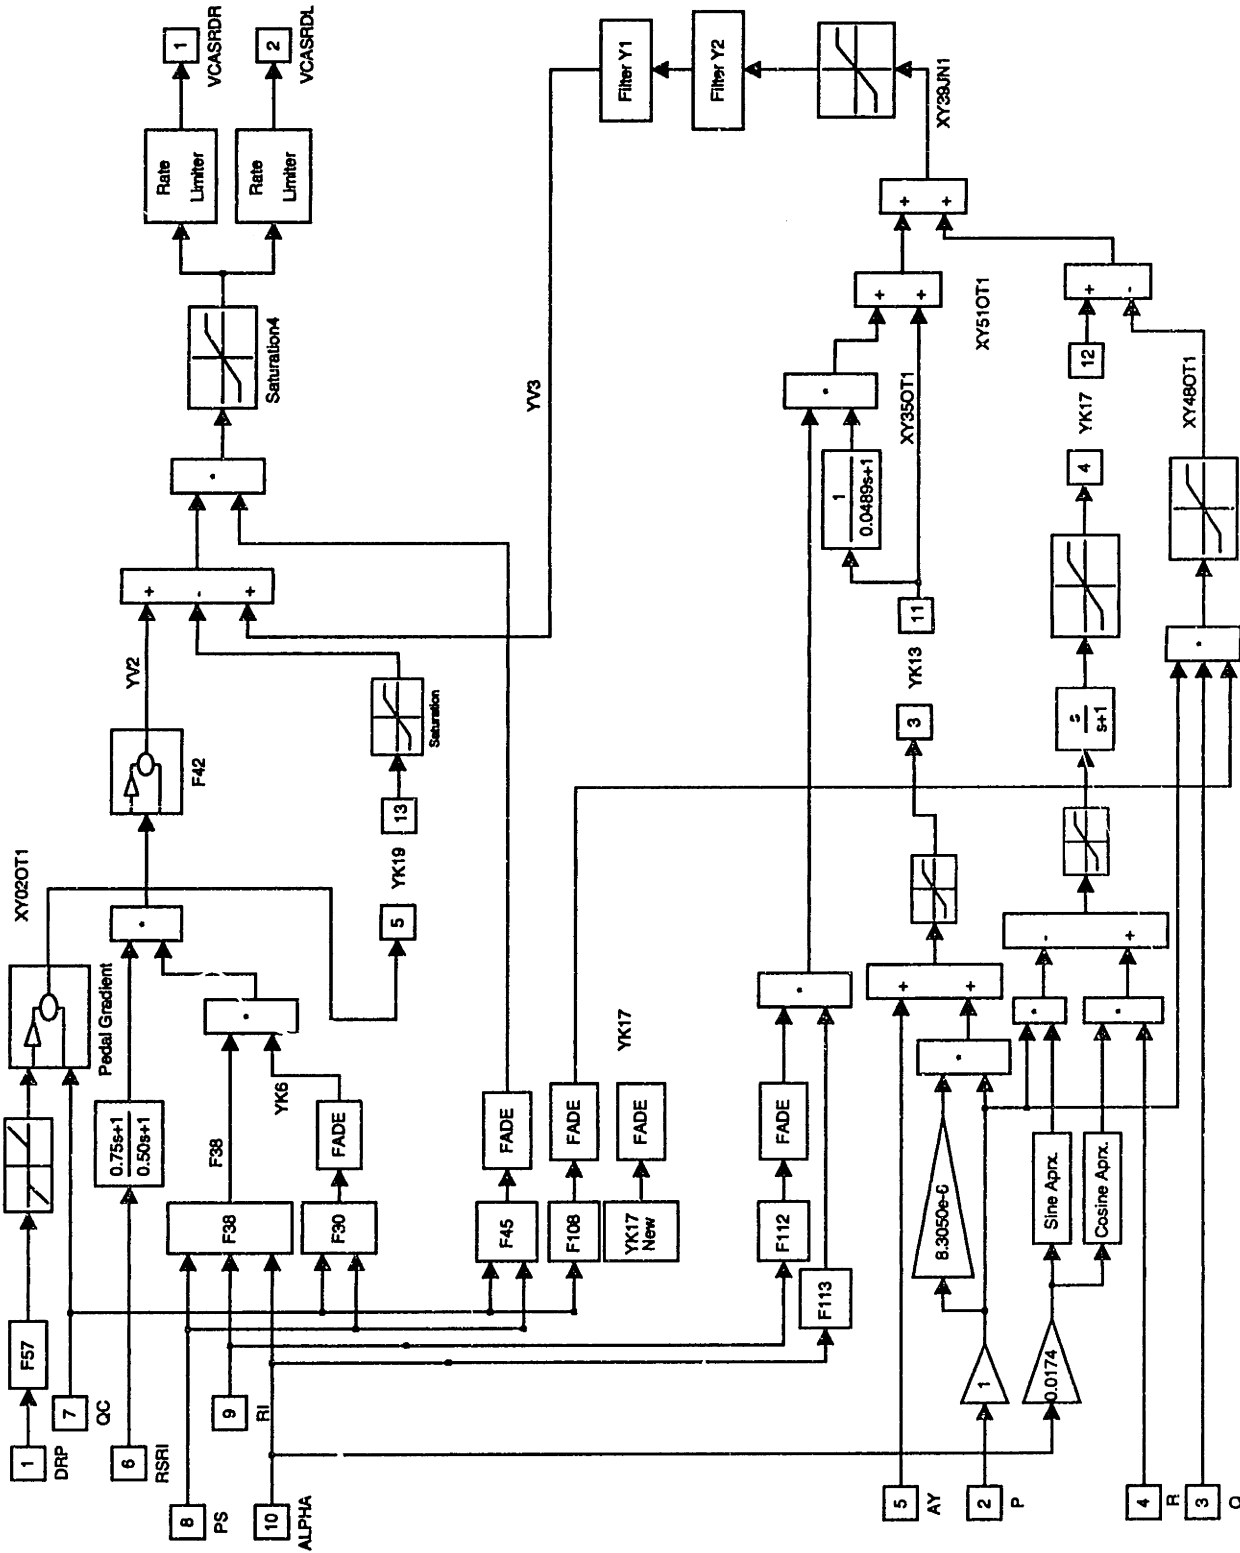 1
VCASRDR
2
VCASRDL
Rate
Limiter
Rate
Limiter
Saturation4
YV3
Filter Y1
Filter Y2
XY39JN1
XY02OT1
Pedal Gradient
YV2
F42
13
Saturation
YK19
5
1
DRP
F57
7
QC
6
RSRI
0.75s+1
0.50s+1
8
PS
9
RI
10
ALPHA
F38
F38
F30
FADE
YK6
F45
FADE
F108
FADE
YK17
New
FADE
YK17
F112
FADE
F113
1
0.0489s+1
XY35OT1
XY51OT1
11
YK13
3
12
YK17
4
XY48OT1
s
s+1
5
AY
2
P
1
0.0174
Sine Aprx.
Cosine Aprx.
4
R
3
Q